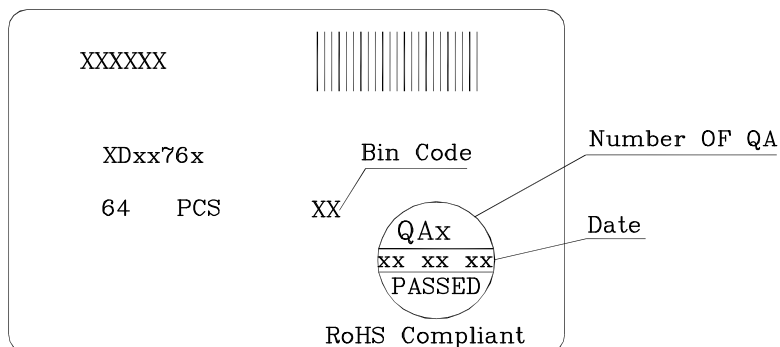 XXXXXX
Number OF QA
XDxx76x
Bin Code
64 PCS XX
QAx
Date
xx xx xx
PASSED
RoHS Compliant